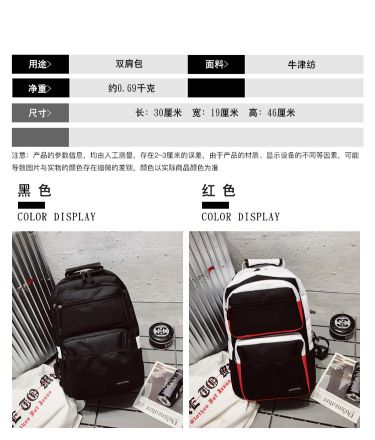 用途> 双肩包 面料> 牛津纺
净重> 约0.69千克
尺寸> 长: 30厘米 宽: 19厘米 高: 46厘米
注意: 产品的参数信息，均由人工测量，存在2~3厘米的误差，由于产品的材质、显示设备的不同等因素，可能
导致图片与实物的颜色存在细微的差别，颜色以实际商品颜色为准
黑 色 红 色
COLOR DISPLAY COLOR DISPLAY